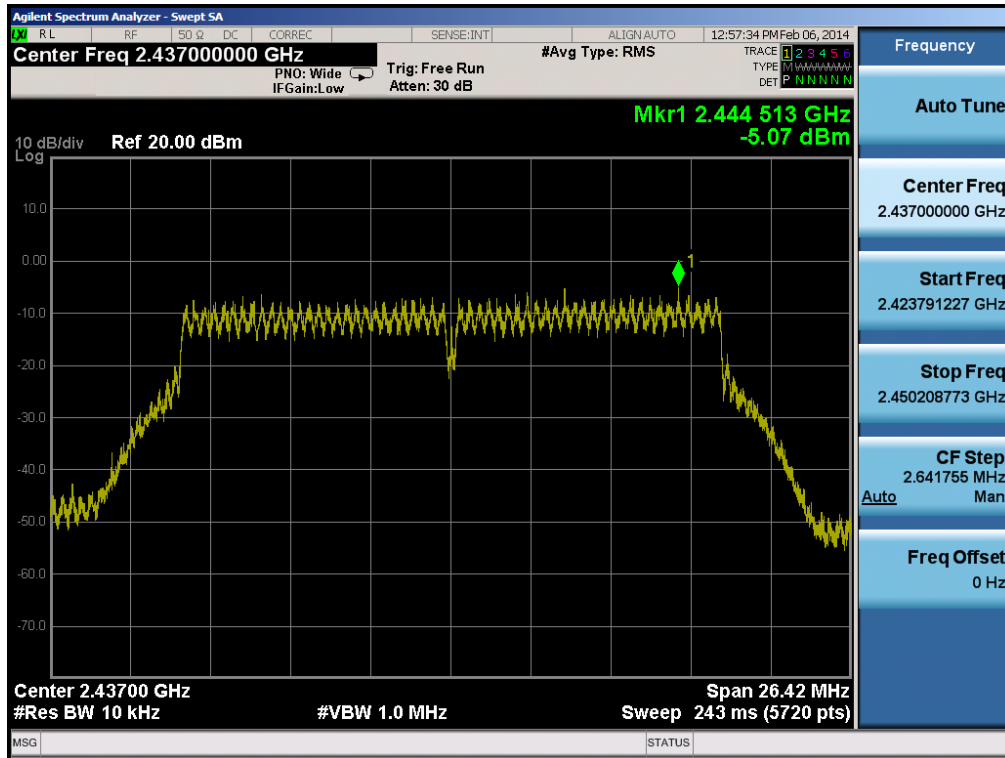 Agilent Spectrum Analyzer - Swept SA
LXI RL RF 50 Ω DC CORREC SENSE:INT ALIGN AUTO 12:57:34 PM Feb 06, 2014
Center Freq 2.437000000 GHz
PNO: Wide
IFGain:Low
Trig: Free Run
Atten: 30 dB
#Avg Type: RMS
TRACE 1 2 3 4 5 6
TYPE M WWWWW
DET P N N N N N
Mkr1 2.444 513 GHz
-5.07 dBm
10 dB/div Ref 20.00 dBm
Log
10.0
0.00
-10.0
-20.0
-30.0
-40.0
-50.0
-60.0
-70.0
1
Center 2.43700 GHz Span 26.42 MHz
#Res BW 10 kHz #VBW 1.0 MHz Sweep 243 ms (5720 pts)
MSG STATUS
Frequency
Auto Tune
Center Freq
2.437000000 GHz
Start Freq
2.423791227 GHz
Stop Freq
2.450208773 GHz
CF Step
2.641755 MHz
Auto Man
Freq Offset
0 Hz